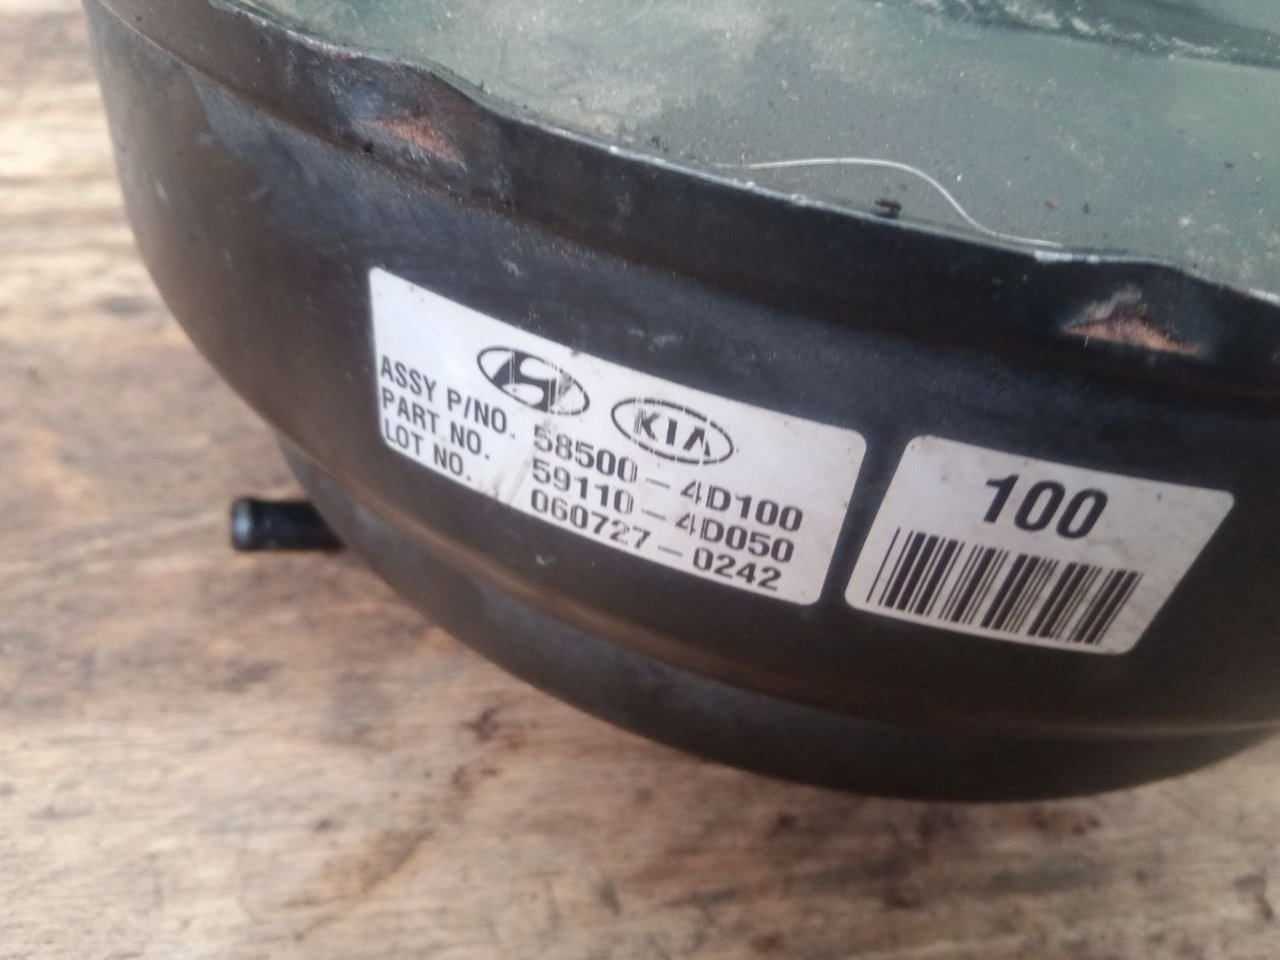 KIA
ASSY P/NO. 58500-4D100
PART NO. 59110-4D050
LOT NO. 060727-0242
100